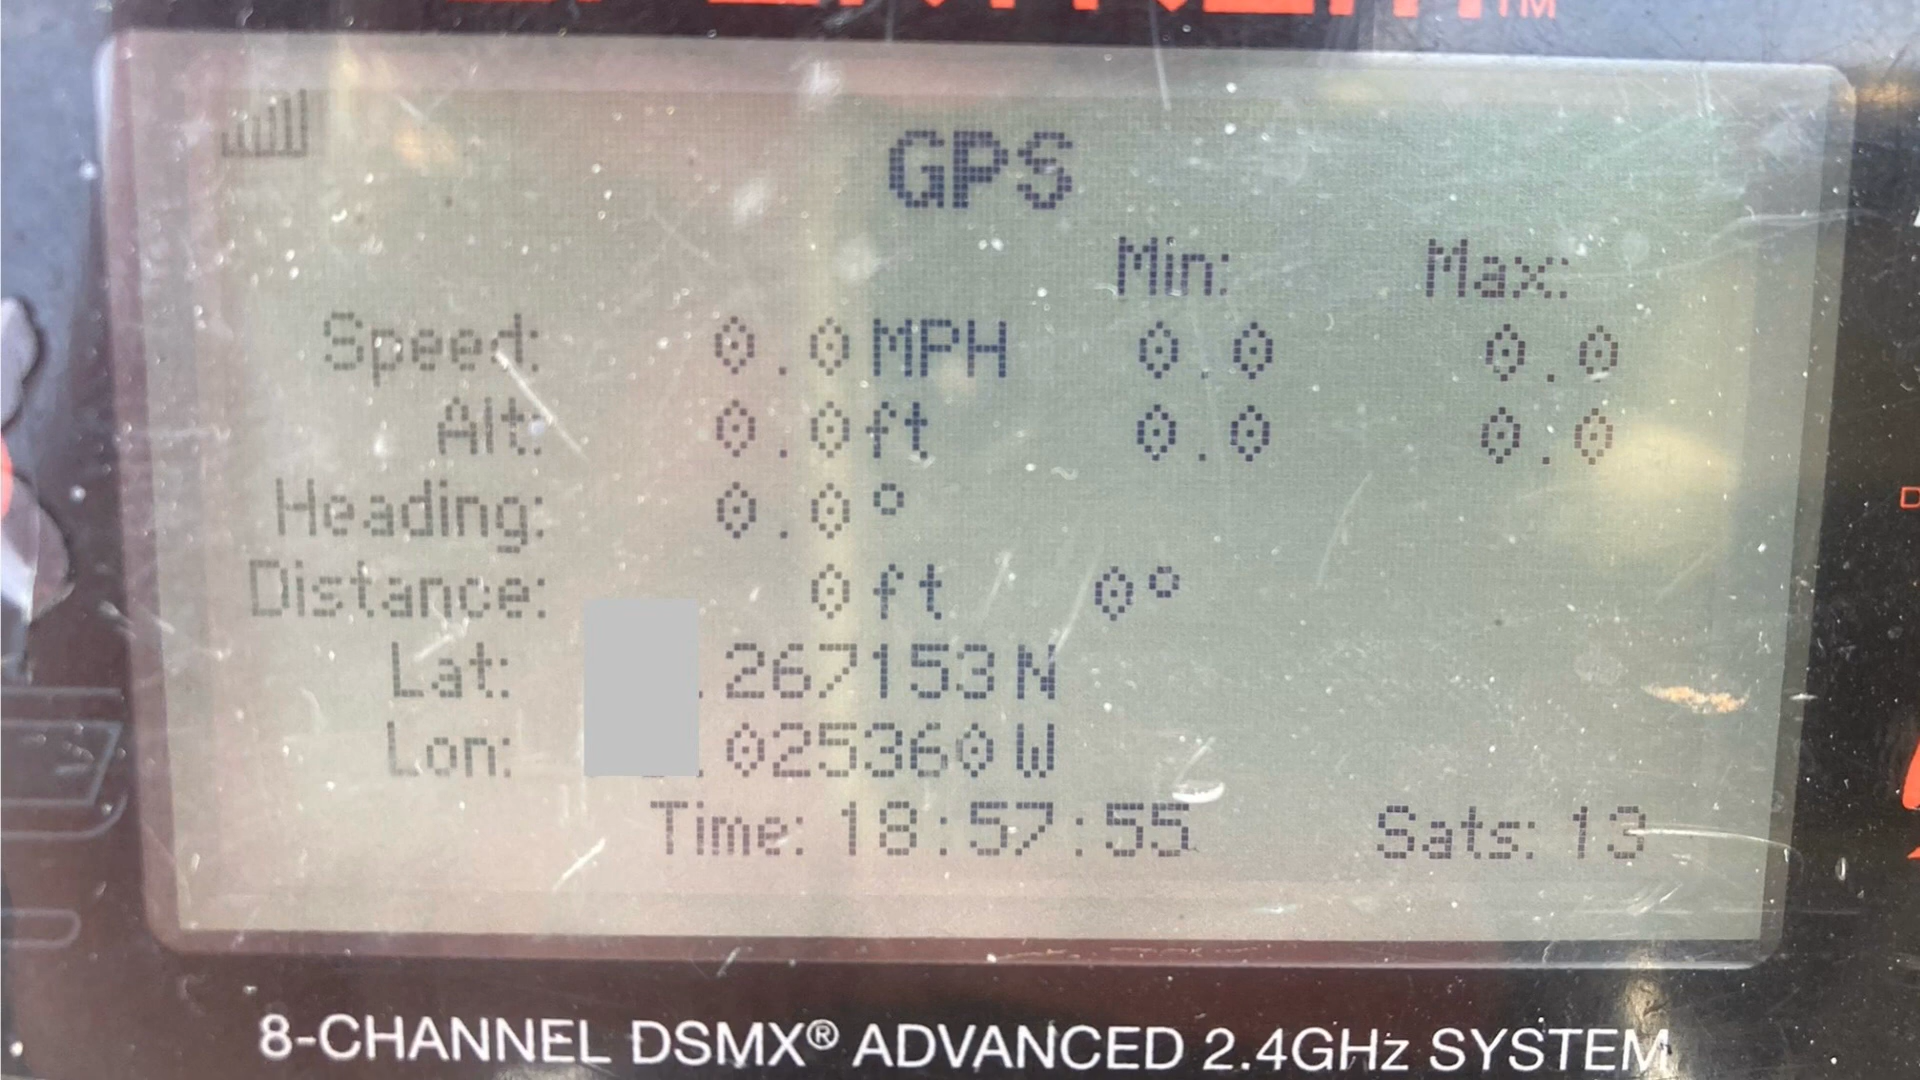 GPS
Min: Max:
Speed: 0.0MPH 0.0 0.0
Alt: 0.0ft 0.0 0.0
Heading: 0.0°
Distance: 0ft 0°
Lat: .267153N
Lon: .025360W
Time: 18:57:55 Sats: 13
8-CHANNEL DSMX® ADVANCED 2.4GHz SYSTEM